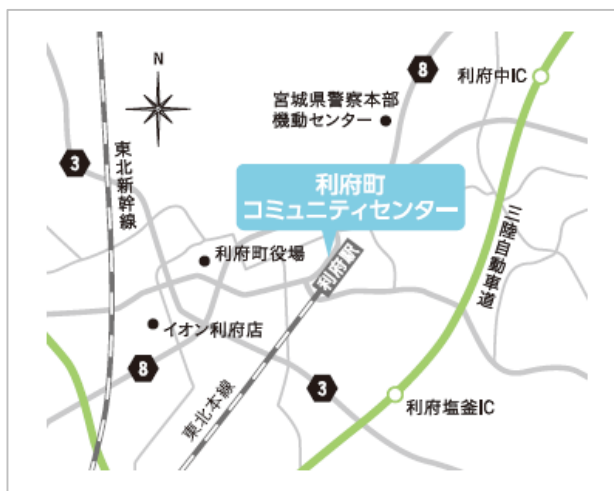 N
8
利府中IC
宮城県警察本部
機動センター
3
東北新幹線
利府町
コミュニティセンター
三陸自動車道
利府町役場
利府駅
イオン利府店
8
3
東北本線
利府塩釜IC